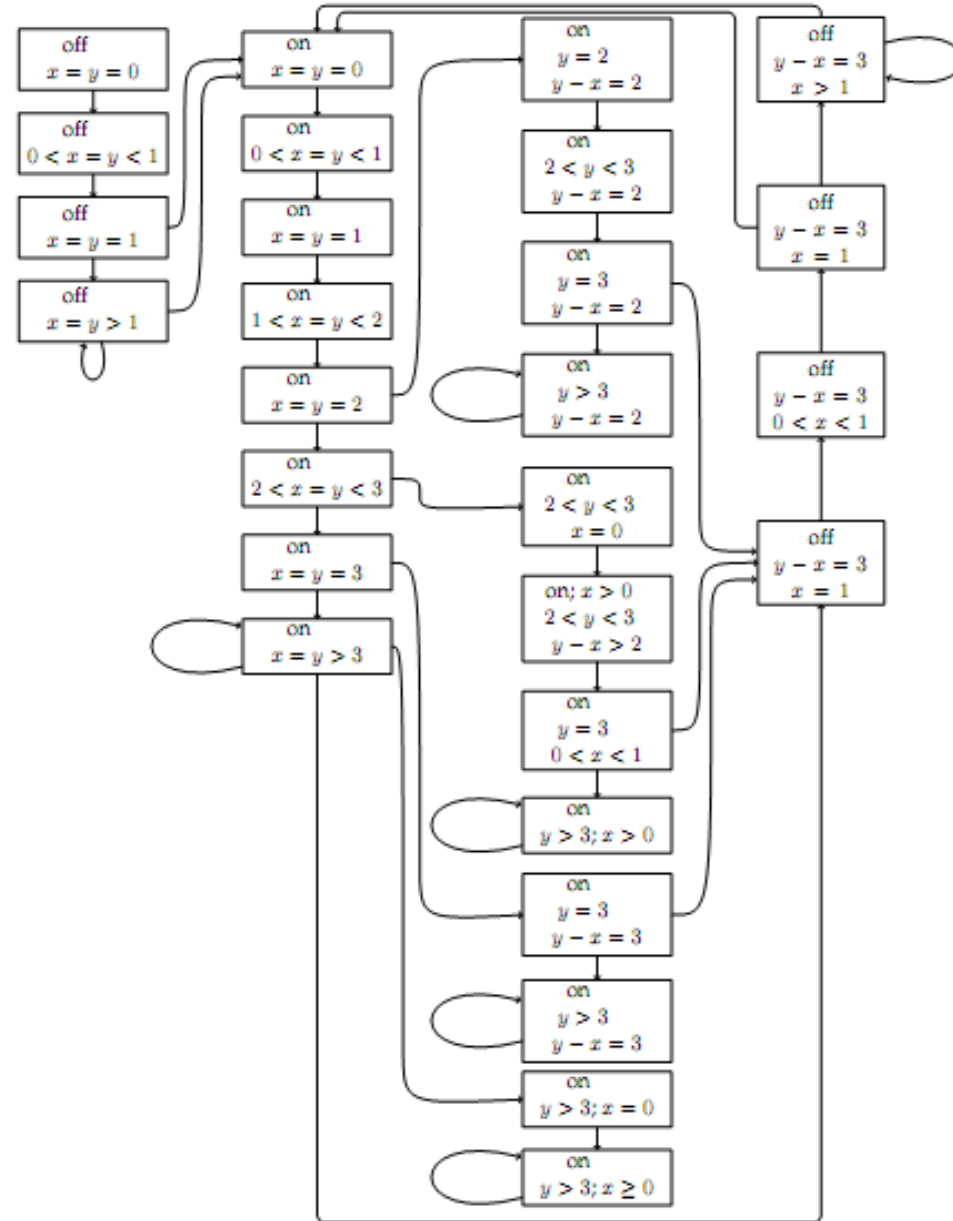 off
x = y = 0
off
0 < x = y < 1
off
x = y = 1
off
x = y > 1
on
x = y = 0
on
0 < x = y < 1
on
x = y = 1
on
1 < x = y < 2
on
x = y = 2
on
2 < x = y < 3
on
x = y = 3
on
x = y > 3
on
y = 2
y − x = 2
on
2 < y < 3
y − x = 2
on
y = 3
y − x = 2
on
y > 3
y − x = 2
on
2 < y < 3
x = 0
on; x > 0
2 < y < 3
y − x > 2
on
y = 3
0 < x < 1
on
y > 3; x > 0
on
y = 3
y − x = 3
on
y > 3
y − x = 3
on
y > 3; x = 0
on
y > 3; x ≥ 0
off
y − x = 3
x > 1
off
y − x = 3
x = 1
off
y − x = 3
0 < x < 1
off
y − x = 3
x = 1